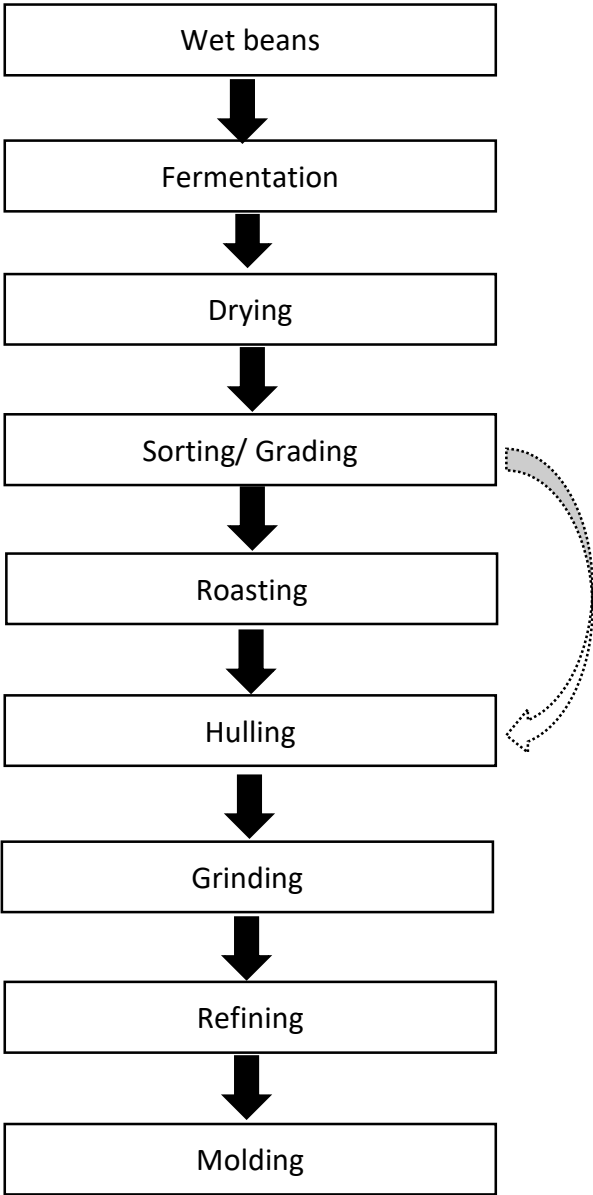 Wet beans
Fermentation
Drying
Sorting/ Grading
Roasting
Hulling
Grinding
Refining
Molding